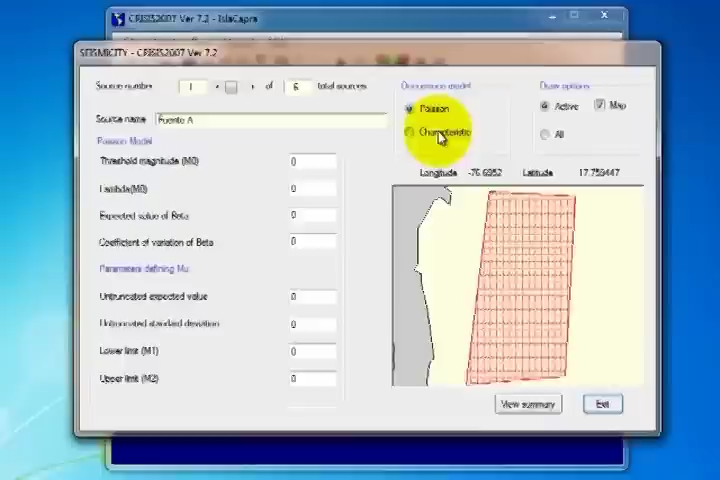 CRISIS2007 Ver 7.2 - IslaCapra
SEISMICITY - CRISIS2007 Ver 7.2
Source number 1 of 6 total sources
Occurrence model
Draw options
Poisson
Active
Map
Source name Fuente A
Characteristic
All
Poisson Model
Threshold magnitude (M0) 0
Longitude -76.6952 Latitude 17.759447
Lambda(M0) 0
Expected value of Beta 0
Coefficient of variation of Beta 0
Parameters defining Mu
Untruncated expected value 0
Untruncated standard deviation 0
Lower limit (M1) 0
Upper limit (M2) 0
View summary
Exit